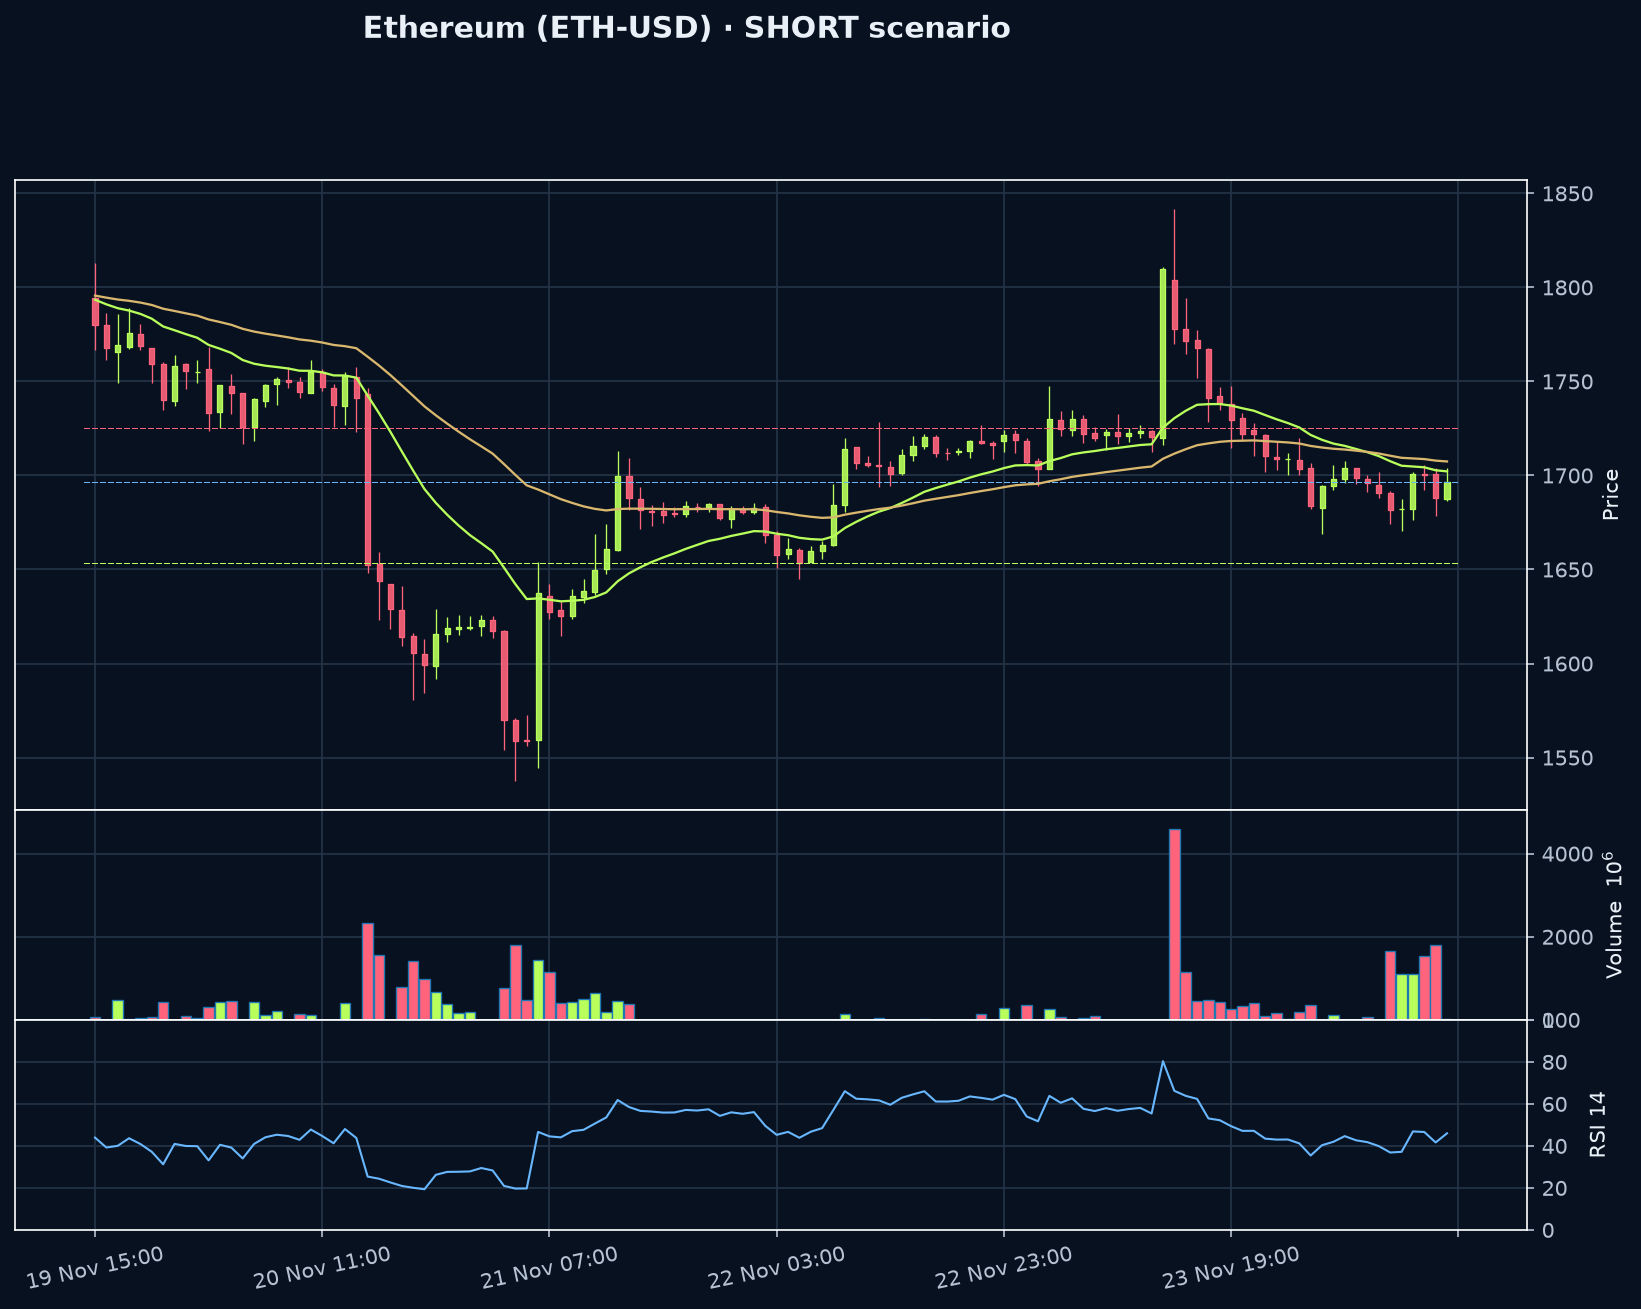 Ethereum (ETH-USD) · SHORT scenario
1850
1800
1750
1700
1650
1600
1550
Price
4000
2000
0
Volume 10⁶
100
80
60
40
20
0
RSI 14
19 Nov 15:00
20 Nov 11:00
21 Nov 07:00
22 Nov 03:00
22 Nov 23:00
23 Nov 19:00